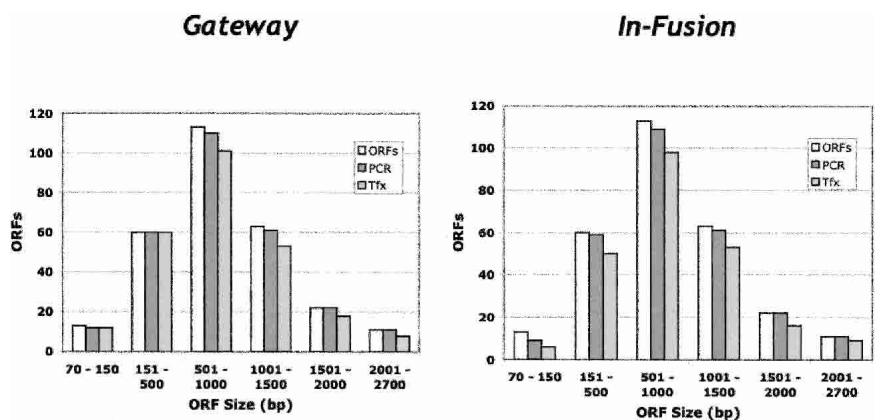 Gateway
120
100
80
60
40
20
0
ORFs
ORFs
PCR
Tfx
70 - 150
151 -
500
501 -
1000
1001 -
1500
1501 -
2000
2001 -
2700
ORF Size (bp)
In-Fusion
120
100
80
60
40
20
0
ORFs
ORFs
PCR
Tfx
70 - 150
151 -
500
501 -
1000
1001 -
1500
1501 -
2000
2001 -
2700
ORF Size (bp)